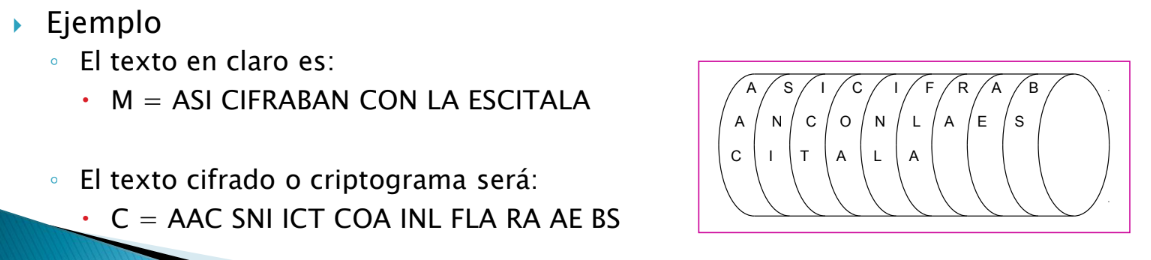 Ejemplo
El texto en claro es:
M = ASI CIFRABAN CON LA ESCITALA
El texto cifrado o criptograma será:
C = AAC SNI ICT COA INL FLA RA AE BS
A S I C I F R A B
A N C O N L A E S
C I T A L A